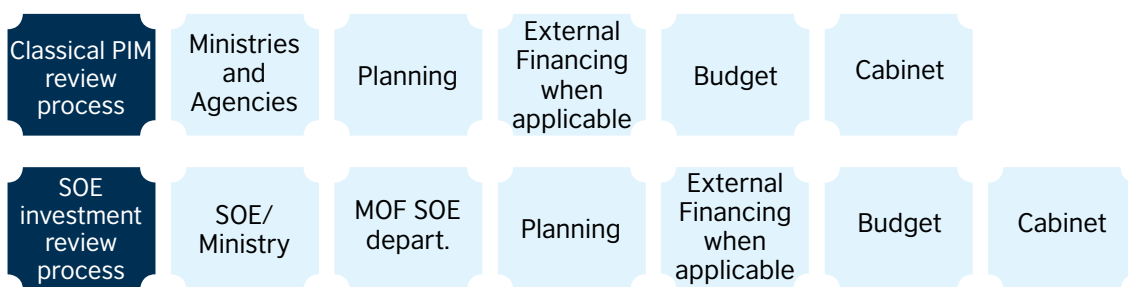 Classical PIM
review
process
Ministries
and
Agencies
Planning
External
Financing
when
applicable
Budget
Cabinet
SOE
investment
review
process
SOE/
Ministry
MOF SOE
depart.
Planning
External
Financing
when
applicable
Budget
Cabinet